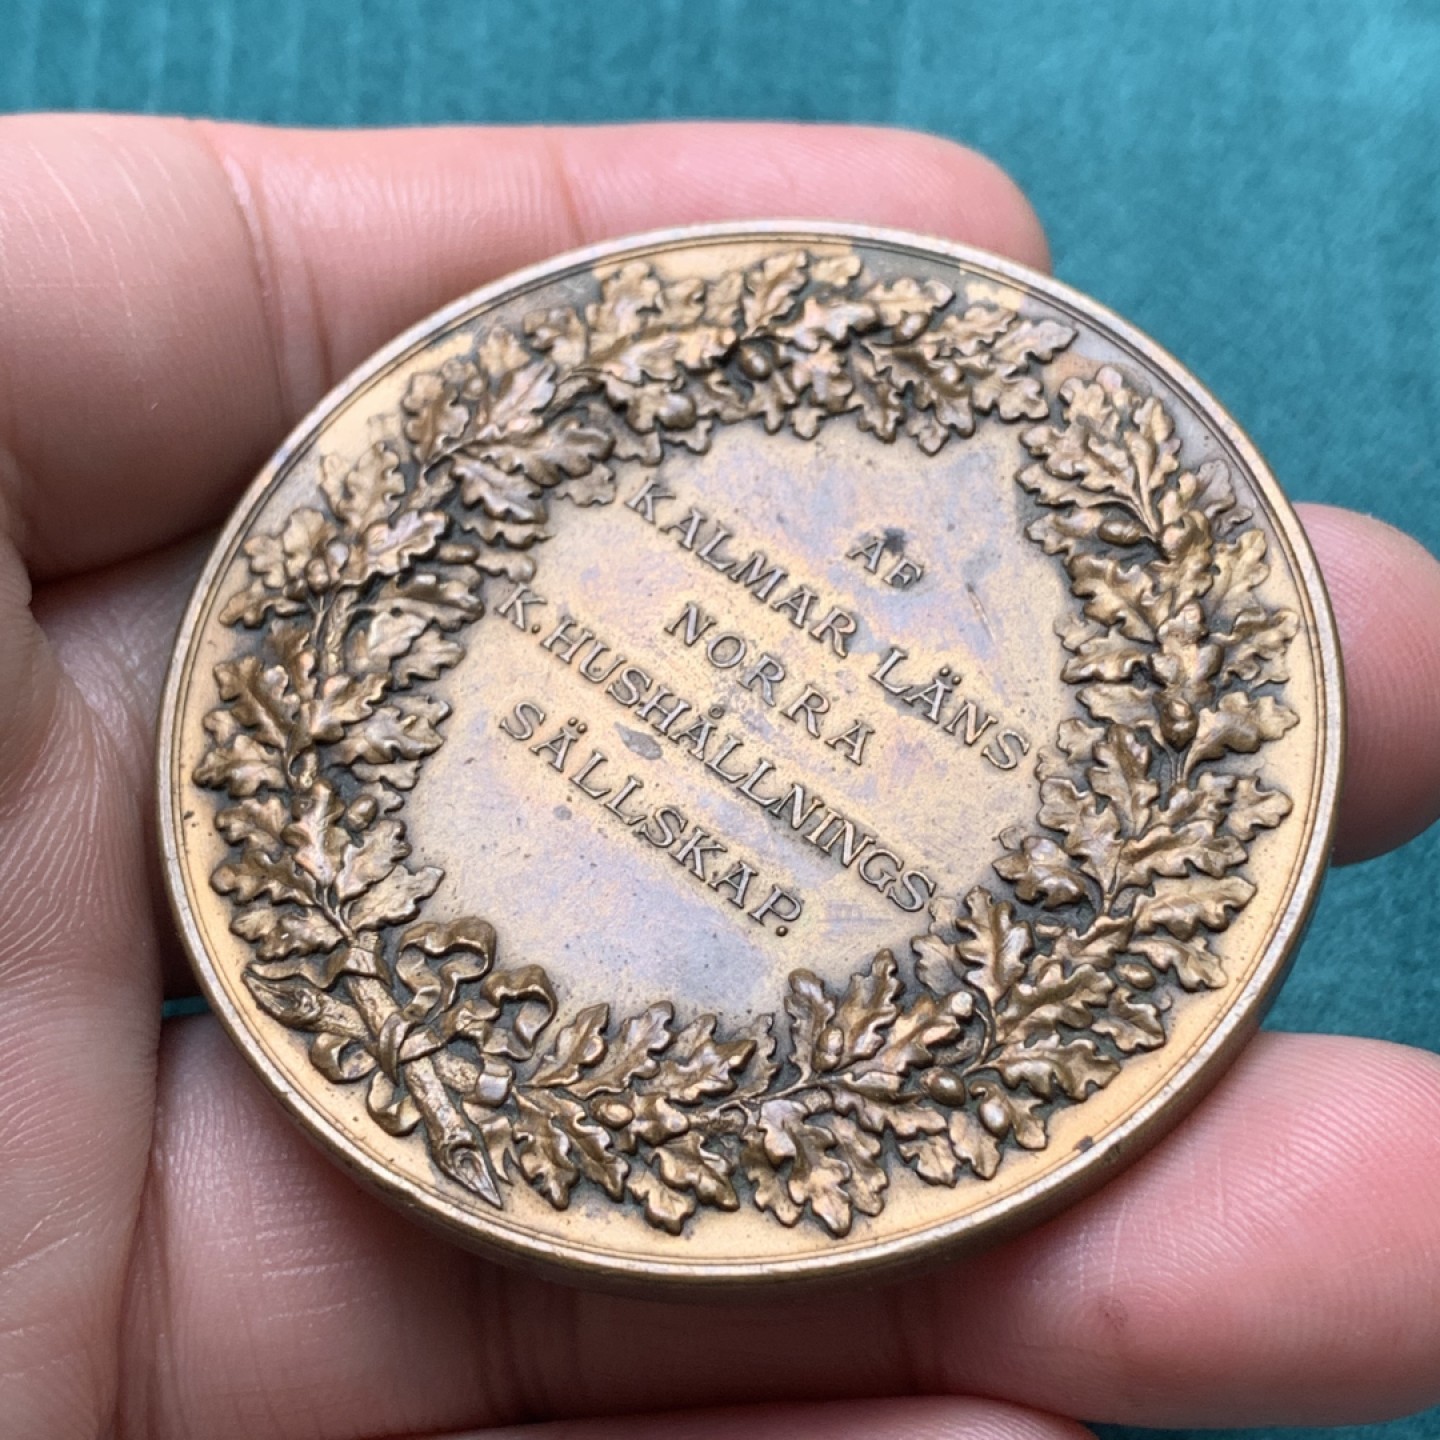 AF
KALMAR LÄNS
NORRA
K. HUSHÅLLNINGS
SÄLLSKAP.